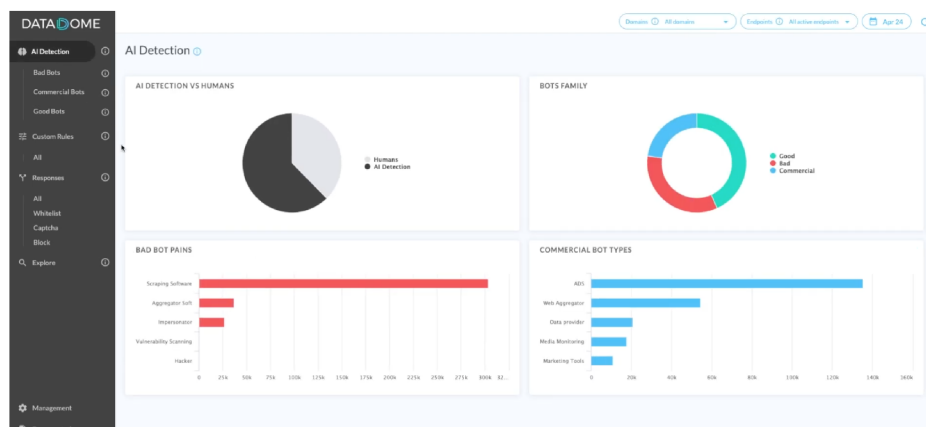 DATADOME
Domains All domains
Endpoints All active endpoints
Apr 24
AI Detection
Bad Bots
Commercial Bots
Good Bots
Custom Rules
All
Responses
All
Whitelist
Captcha
Block
Explore
Management
AI Detection
AI DETECTION VS HUMANS
Humans
AI Detection
BOTS FAMILY
Good
Bad
Commercial
BAD BOT PAINS
Scraping Software
Aggregator Soft
Impersonator
Vulnerability Scanning
Hacker
0 25k 50k 75k 100k 125k 150k 175k 200k 225k 250k 275k 300k 32...
COMMERCIAL BOT TYPES
ADS
Web Aggregator
Data provider
Media Monitoring
Marketing Tools
0 20k 40k 60k 80k 100k 120k 140k 160k